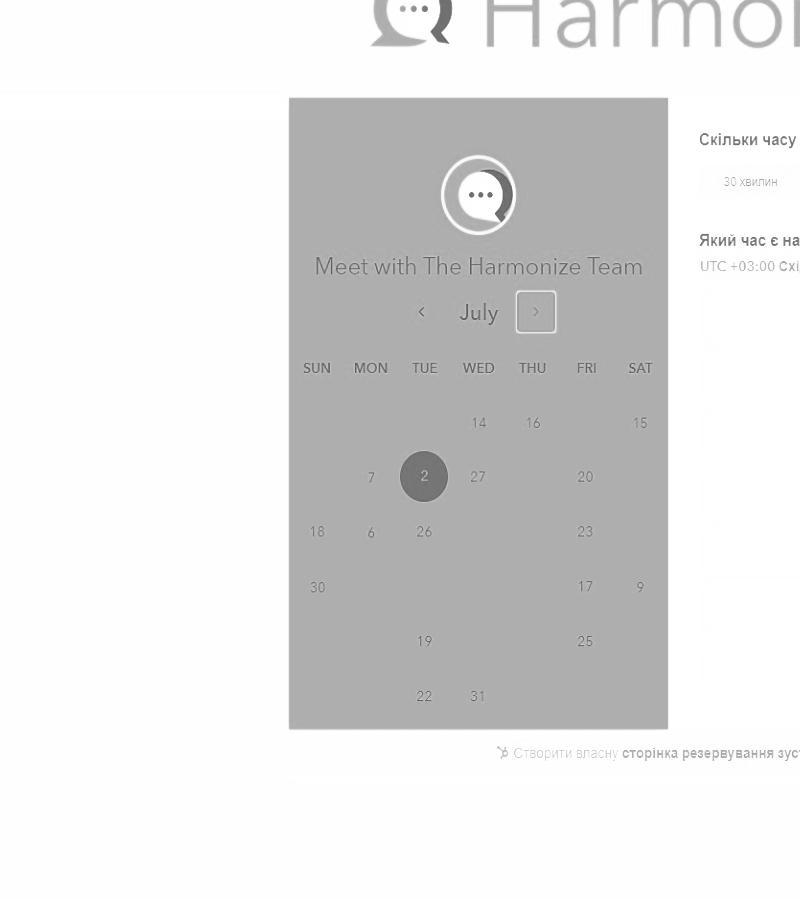 Harmo
Скільки часу
30 хвилин
Який час є на
UTC +03:00 Схі
Meet with The Harmonize Team
July
SUN MON TUE WED THU FRI SAT
14 16 15
7 2 27 20
18 6 26 23
30 17 9
19 25
22 31
Створити власну сторінка резервування зус